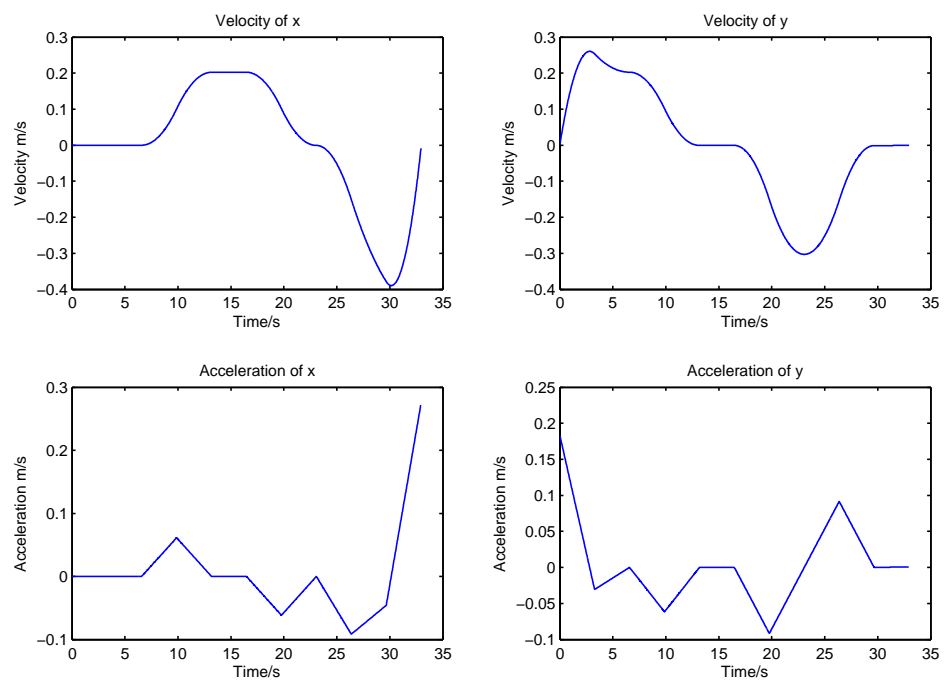 Velocity of x
Velocity m/s
0.3
0.2
0.1
0
−0.1
−0.2
−0.3
−0.4
0 5 10 15 20 25 30 35
Time/s
Velocity of y
Velocity m/s
0.3
0.2
0.1
0
−0.1
−0.2
−0.3
−0.4
0 5 10 15 20 25 30 35
Time/s
Acceleration of x
Acceleration m/s
0.3
0.2
0.1
0
−0.1
0 5 10 15 20 25 30 35
Time/s
Acceleration of y
Acceleration m/s
0.25
0.2
0.15
0.1
0.05
0
−0.05
−0.1
0 5 10 15 20 25 30 35
Time/s